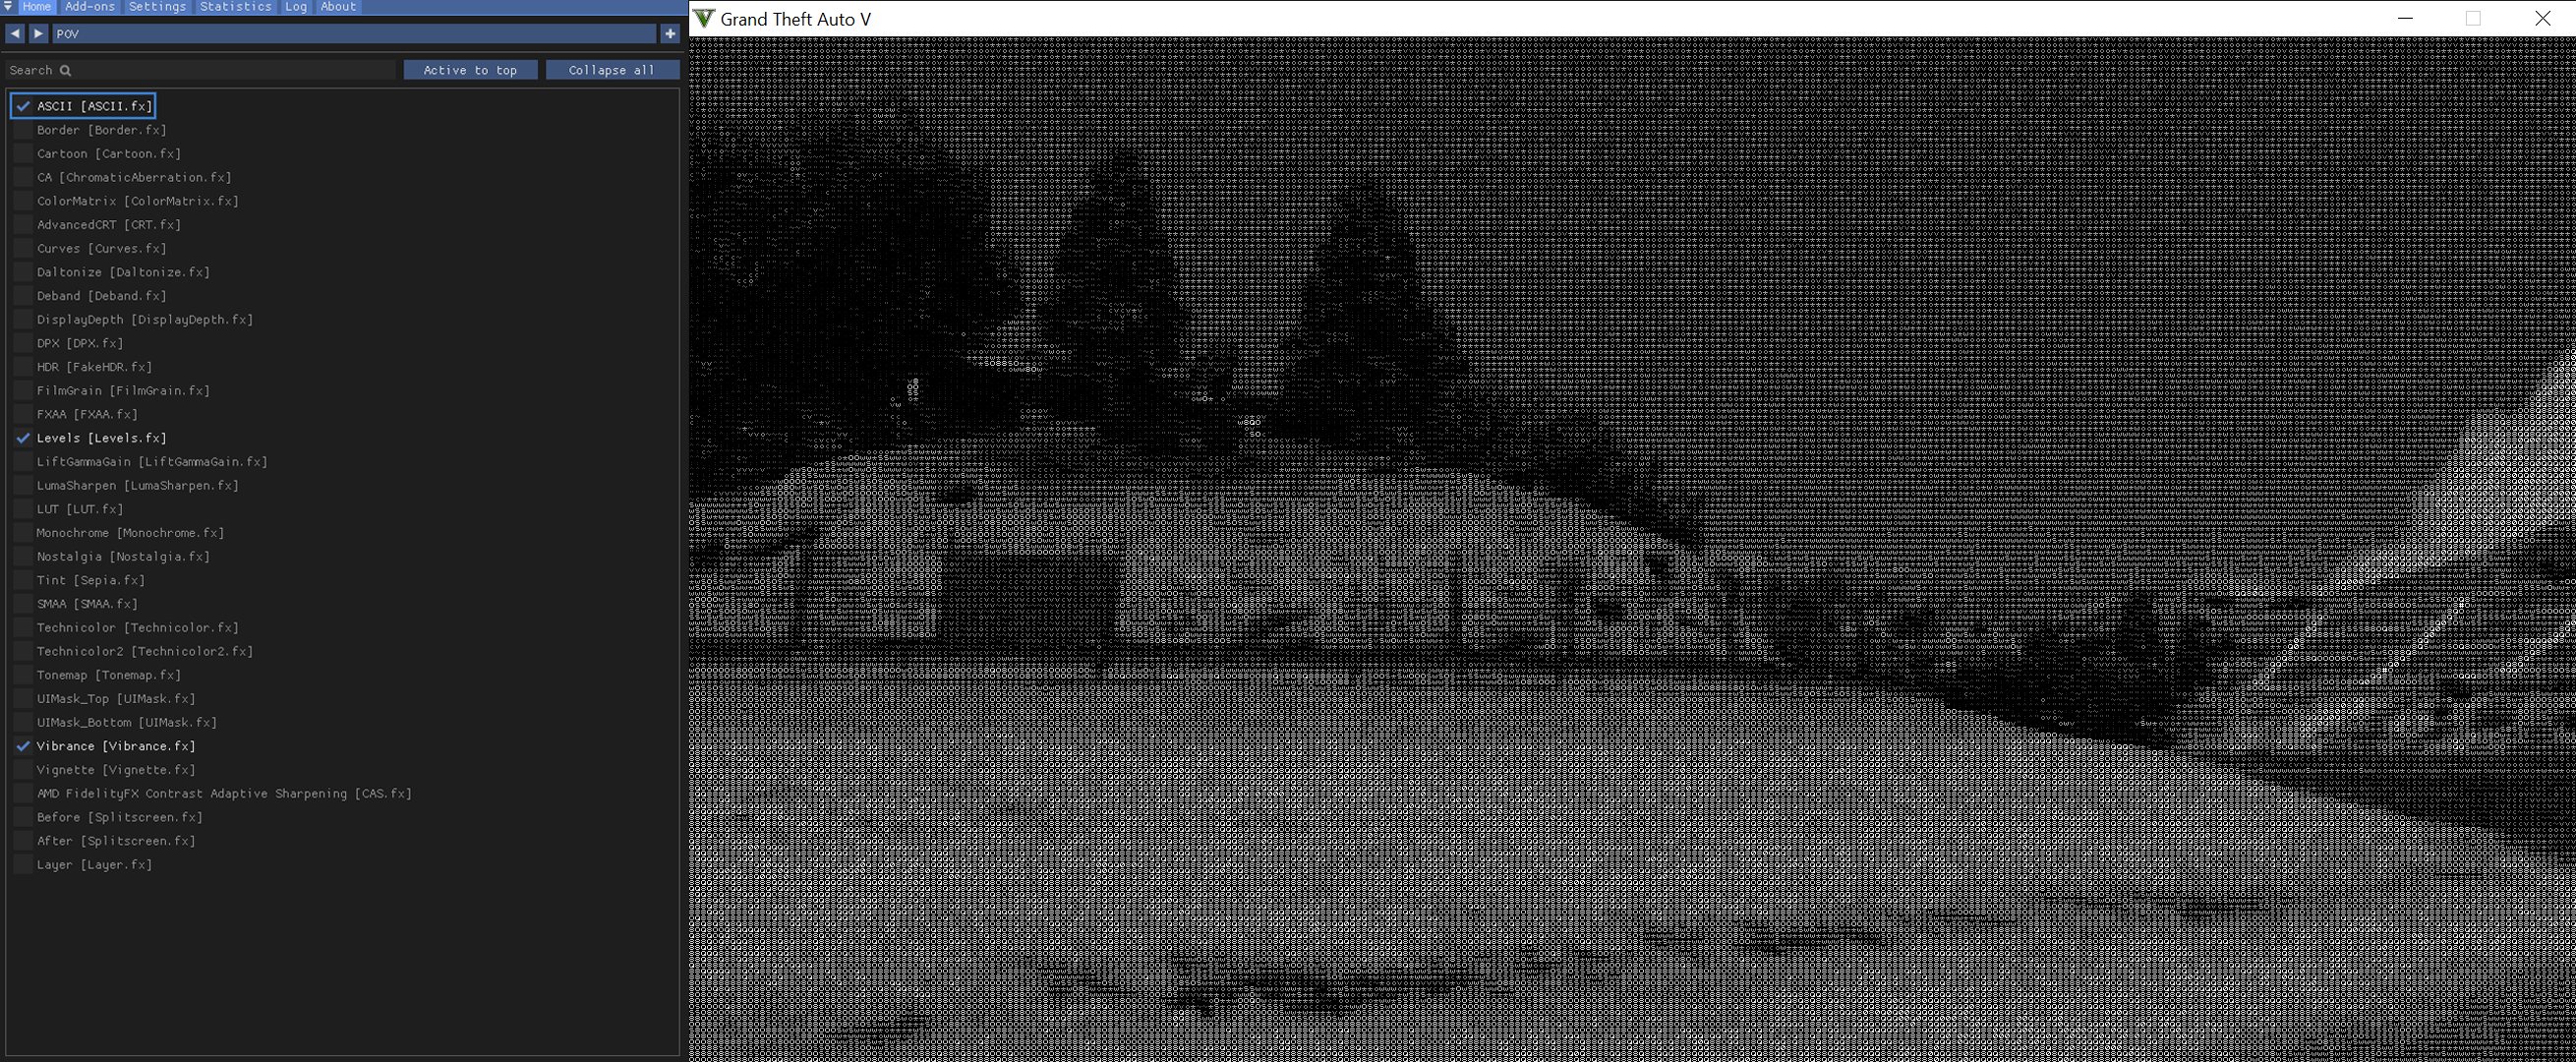 Home Add-ons Settings Statistics Log About
POV +
Search Active to top Collapse all
ASCII [ASCII.fx]
Border [Border.fx]
Cartoon [Cartoon.fx]
CA [ChromaticAberration.fx]
ColorMatrix [ColorMatrix.fx]
AdvancedCRT [CRT.fx]
Curves [Curves.fx]
Daltonize [Daltonize.fx]
Deband [Deband.fx]
DisplayDepth [DisplayDepth.fx]
DPX [DPX.fx]
HDR [FakeHDR.fx]
FilmGrain [FilmGrain.fx]
FXAA [FXAA.fx]
Levels [Levels.fx]
LiftGammaGain [LiftGammaGain.fx]
LumaSharpen [LumaSharpen.fx]
LUT [LUT.fx]
Monochrome [Monochrome.fx]
Nostalgia [Nostalgia.fx]
Tint [Sepia.fx]
SMAA [SMAA.fx]
Technicolor [Technicolor.fx]
Technicolor2 [Technicolor2.fx]
Tonemap [Tonemap.fx]
UIMask_Top [UIMask.fx]
UIMask_Bottom [UIMask.fx]
Vibrance [Vibrance.fx]
Vignette [Vignette.fx]
AMD FidelityFX Contrast Adaptive Sharpening [CAS.fx]
Before [Splitscreen.fx]
After [Splitscreen.fx]
Layer [Layer.fx]
Grand Theft Auto V